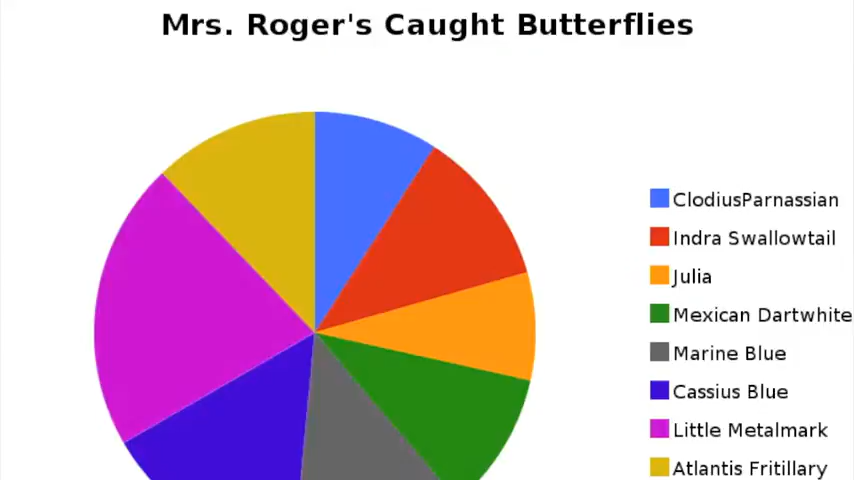 Mrs. Roger's Caught Butterflies
ClodiusParnassian
Indra Swallowtail
Julia
Mexican Dartwhite
Marine Blue
Cassius Blue
Little Metalmark
Atlantis Fritillary